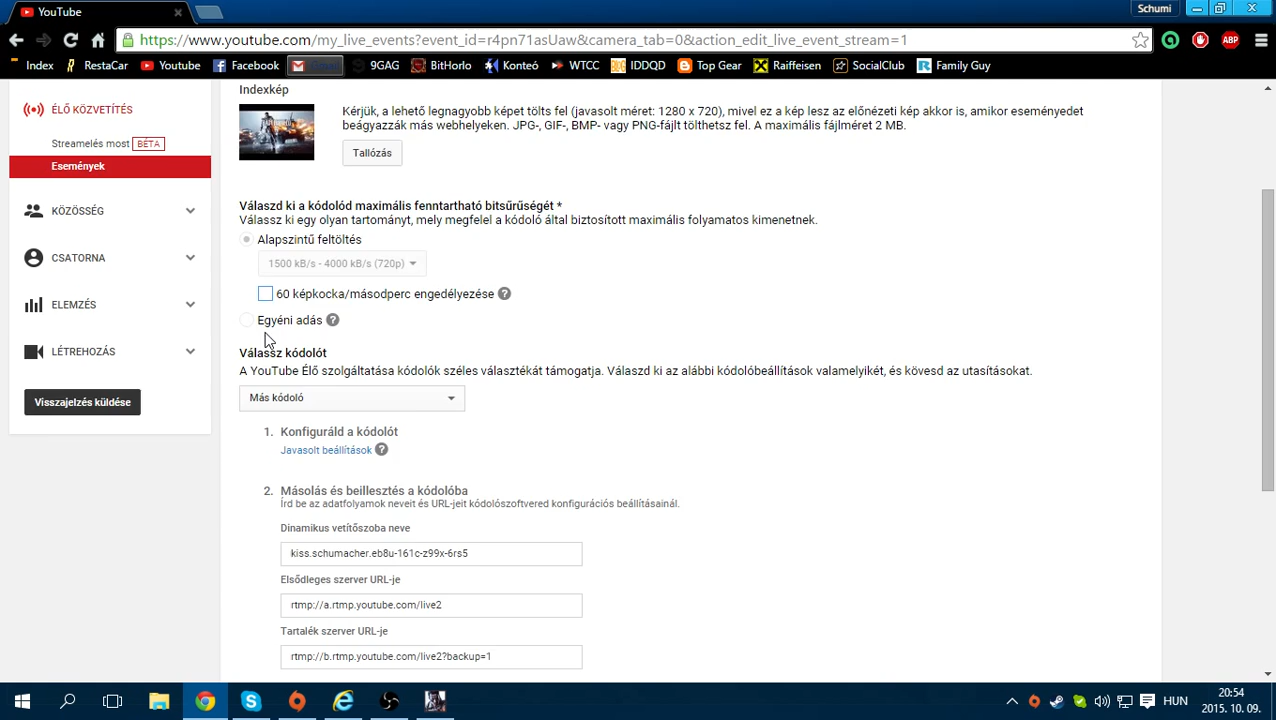 YouTube
Schumi
https://www.youtube.com/my_live_events?event_id=r4pn71asUaw&camera_tab=0&action_edit_live_event_stream=1
ABP
Index
RestaCar
Youtube
Facebook
Gmail
9GAG
BitHorlo
Konteó
WTCC
IDDQD
Top Gear
Raiffeisen
SocialClub
Family Guy
ÉLŐ KÖZVETÍTÉS
Streamelés most BÉTA
Események
KÖZÖSSÉG
CSATORNA
ELEMZÉS
LÉTREHOZÁS
Visszajelzés küldése
Indexkép
Kérjük, a lehető legnagyobb képet tölts fel (javasolt méret: 1280 x 720), mivel ez a kép lesz az előnézeti kép akkor is, amikor eseményedet
beágyazzák más webhelyeken. JPG-, GIF-, BMP- vagy PNG-fájlt tölthetsz fel. A maximális fájlméret 2 MB.
Tallózás
Válaszd ki a kódolód maximális fenntartható bitsűrűségét *
Válassz ki egy olyan tartományt, mely megfelel a kódoló által biztosított maximális folyamatos kimenetnek.
Alapszintű feltöltés
1500 kB/s - 4000 kB/s (720p)
60 képkocka/másodperc engedélyezése ?
Egyéni adás ?
Válassz kódolót
A YouTube Élő szolgáltatása kódolók széles választékát támogatja. Válaszd ki az alábbi kódolóbeállítások valamelyikét, és kövesd az utasításokat.
Más kódoló
1. Konfiguráld a kódolót
Javasolt beállítások ?
2. Másolás és beillesztés a kódolóba
Írd be az adatfolyamok neveit és URL-jeit kódolószoftvered konfigurációs beállításainál.
Dinamikus vetítőszoba neve
kiss.schumacher.eb8u-161c-z99x-6rs5
Elsődleges szerver URL-je
rtmp://a.rtmp.youtube.com/live2
Tartalék szerver URL-je
rtmp://b.rtmp.youtube.com/live2?backup=1
HUN
20:54
2015. 10. 09.